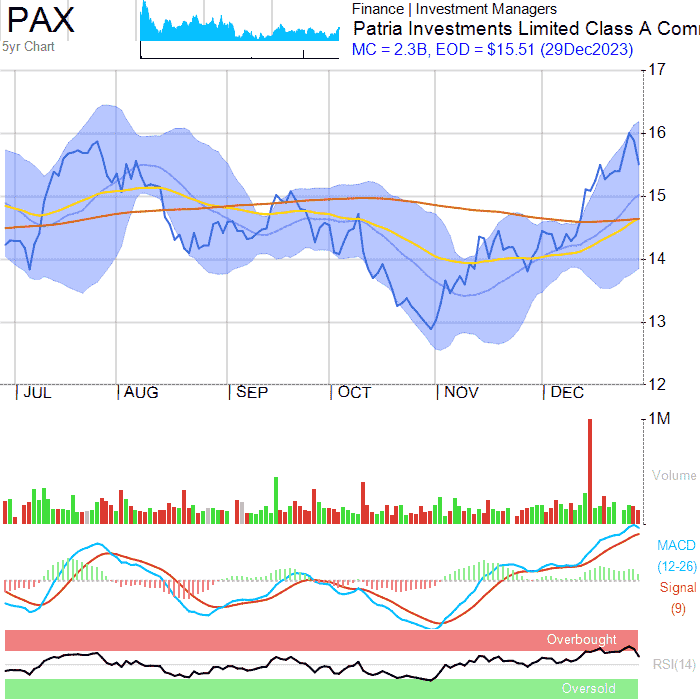 PAX
5yr Chart
Finance | Investment Managers
Patria Investments Limited Class A Com
MC = 2.3B, EOD = $15.51 (29Dec2023)
17
16
15
14
13
12
JUL AUG SEP OCT NOV DEC
1M
Volume
MACD
(12-26)
Signal
(9)
Overbought
RSI(14)
Oversold